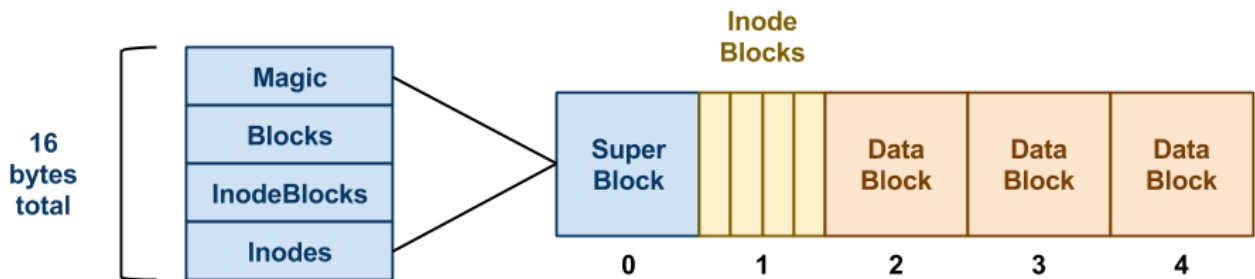 16
bytes
total
Magic
Blocks
InodeBlocks
Inodes
Inode
Blocks
Super
Block
Data
Block
Data
Block
Data
Block
0
1
2
3
4